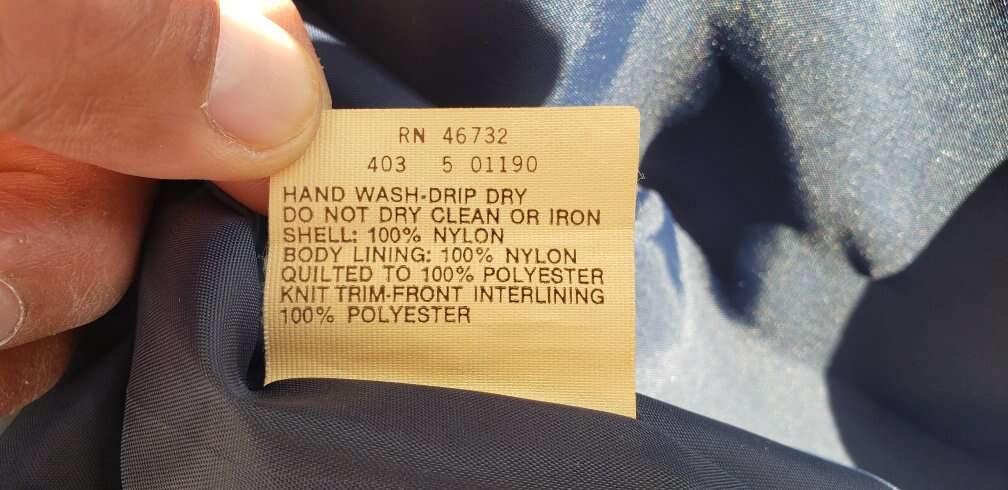 RN 46732
403 5 01190
HAND WASH-DRIP DRY
DO NOT DRY CLEAN OR IRON
SHELL: 100% NYLON
BODY LINING: 100% NYLON
QUILTED TO 100% POLYESTER
KNIT TRIM-FRONT INTERLINING
100% POLYESTER